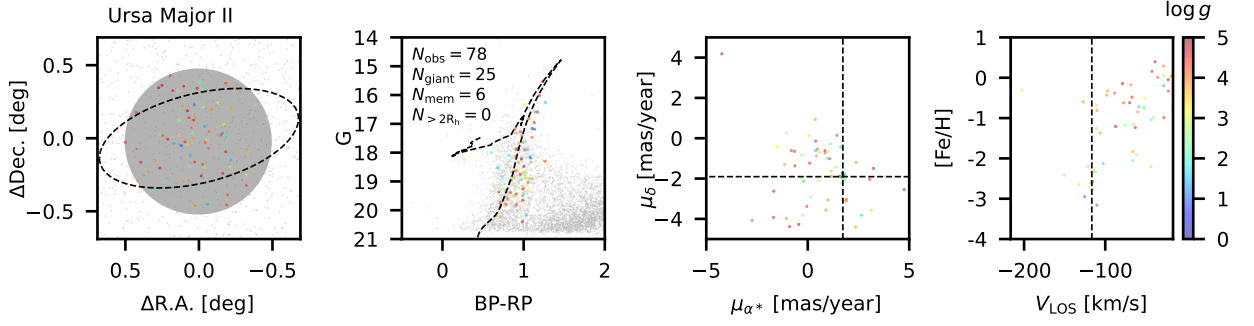 Ursa Major II
log g
ΔDec. [deg]
0.5
0.0
−0.5
0.5
0.0
−0.5
ΔR.A. [deg]
G
14
15
16
17
18
19
20
21
N_obs = 78
N_giant = 25
N_mem = 6
N_>2R_h = 0
0
1
2
BP-RP
μ_δ [mas/year]
4
2
0
−2
−4
−5
0
5
μ_α* [mas/year]
[Fe/H]
1
0
-1
-2
-3
-4
−200
−100
V_LOS [km/s]
5
4
3
2
1
0